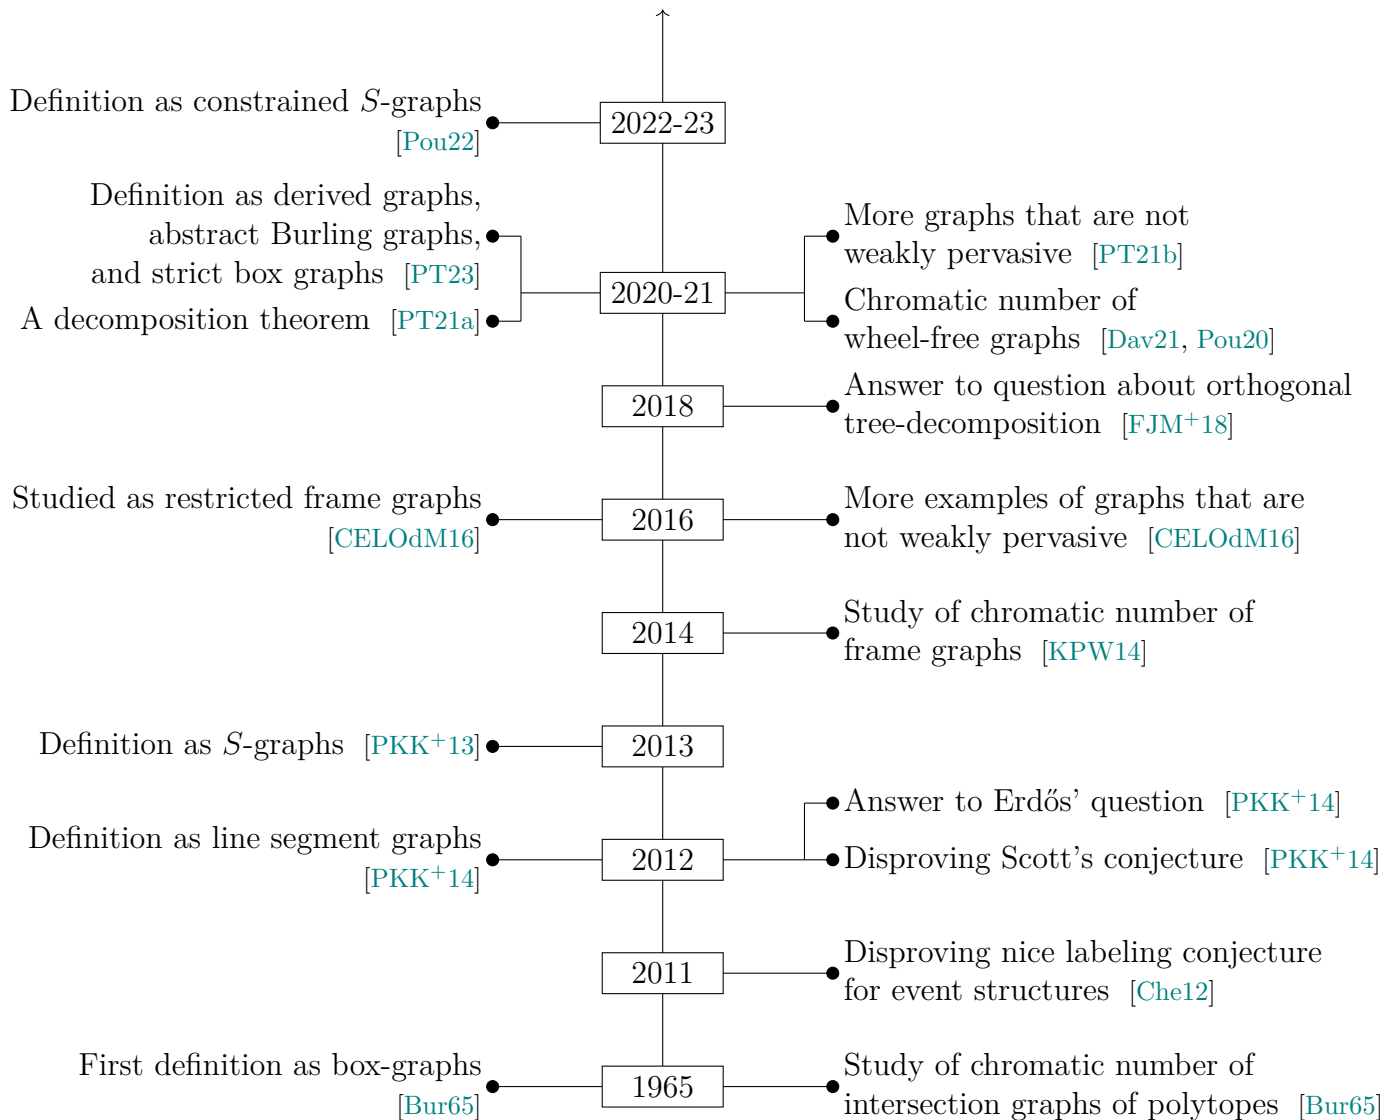 Definition as constrained S-graphs
[Pou22]
2022-23
Definition as derived graphs,
abstract Burling graphs,
and strict box graphs [PT23]
A decomposition theorem [PT21a]
2020-21
More graphs that are not
weakly pervasive [PT21b]
Chromatic number of
wheel-free graphs [Dav21, Pou20]
2018
Answer to question about orthogonal
tree-decomposition [FJM+18]
Studied as restricted frame graphs
[CELOdM16]
2016
More examples of graphs that are
not weakly pervasive [CELOdM16]
2014
Study of chromatic number of
frame graphs [KPW14]
Definition as S-graphs [PKK+13]
2013
Definition as line segment graphs
[PKK+14]
2012
Answer to Erdős' question [PKK+14]
Disproving Scott's conjecture [PKK+14]
2011
Disproving nice labeling conjecture
for event structures [Che12]
First definition as box-graphs
[Bur65]
1965
Study of chromatic number of
intersection graphs of polytopes [Bur65]